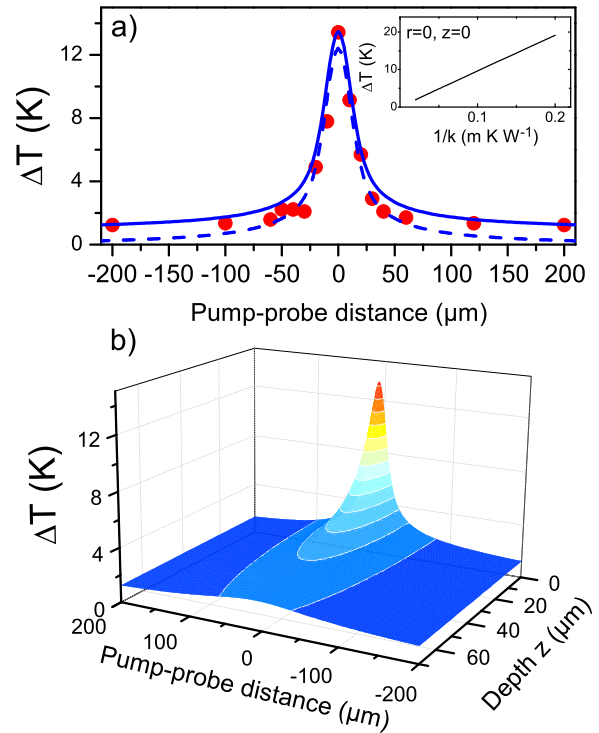 a)
r=0, z=0
20
10
0
ΔT (K)
0.1
0.2
1/k (m K W⁻¹)
12
8
4
0
ΔT (K)
-200 -150 -100 -50 0 50 100 150 200
Pump-probe distance (µm)
b)
12
8
4
0
ΔT (K)
200
100
0
-100
-200
Pump-probe distance (µm)
0
20
40
60
Depth z (µm)